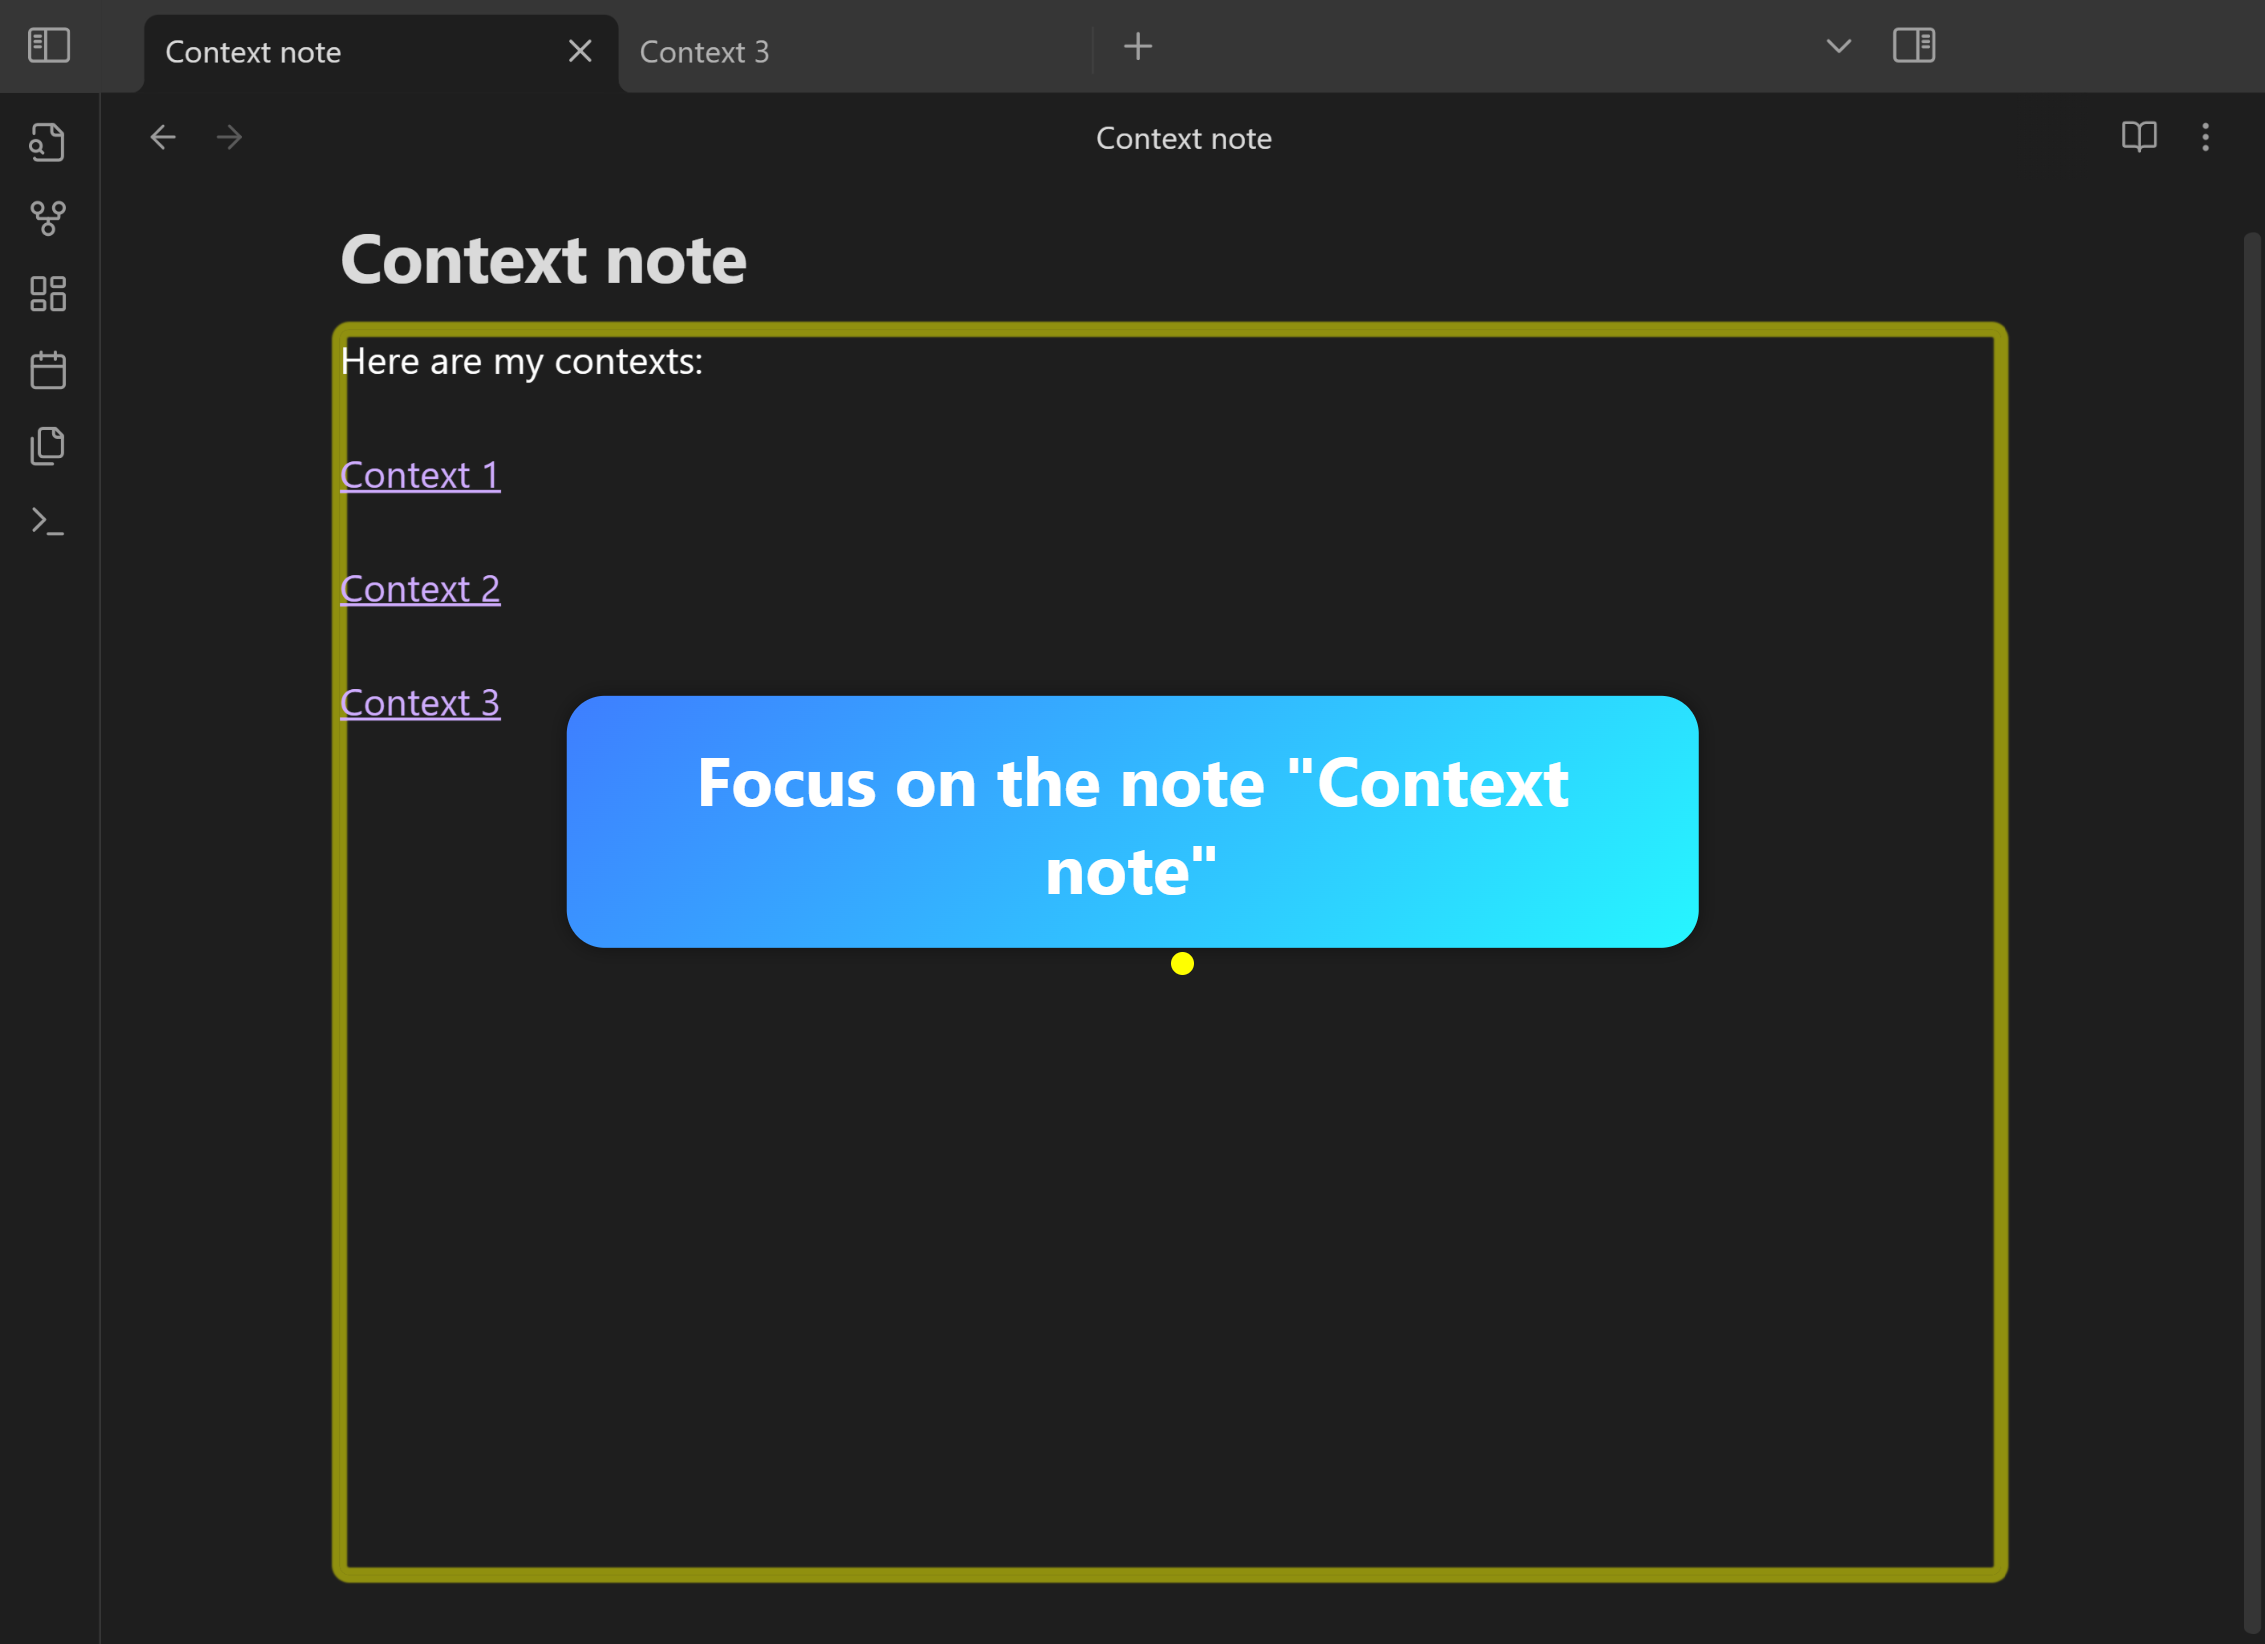 Context note
Context 3
Context note
Context note
Here are my contexts:
Context 1
Context 2
Context 3
Focus on the note "Context
note"